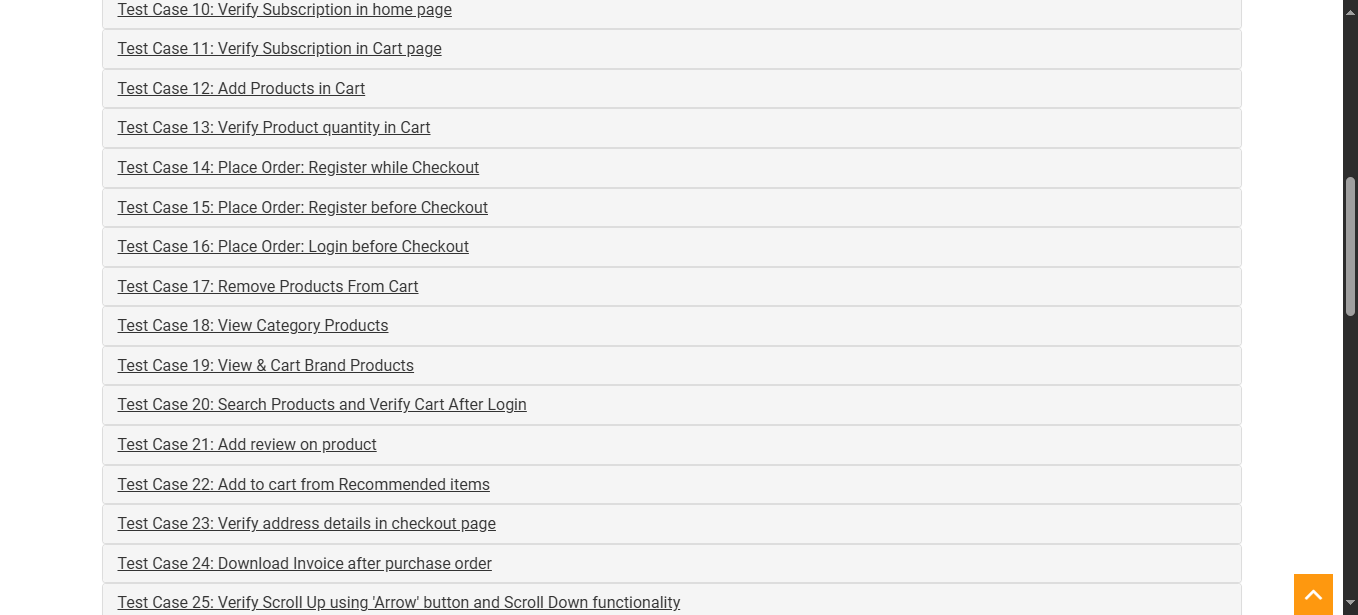 Test Case 10: Verify Subscription in home page
Test Case 11: Verify Subscription in Cart page
Test Case 12: Add Products in Cart
Test Case 13: Verify Product quantity in Cart
Test Case 14: Place Order: Register while Checkout
Test Case 15: Place Order: Register before Checkout
Test Case 16: Place Order: Login before Checkout
Test Case 17: Remove Products From Cart
Test Case 18: View Category Products
Test Case 19: View & Cart Brand Products
Test Case 20: Search Products and Verify Cart After Login
Test Case 21: Add review on product
Test Case 22: Add to cart from Recommended items
Test Case 23: Verify address details in checkout page
Test Case 24: Download Invoice after purchase order
Test Case 25: Verify Scroll Up using 'Arrow' button and Scroll Down functionality